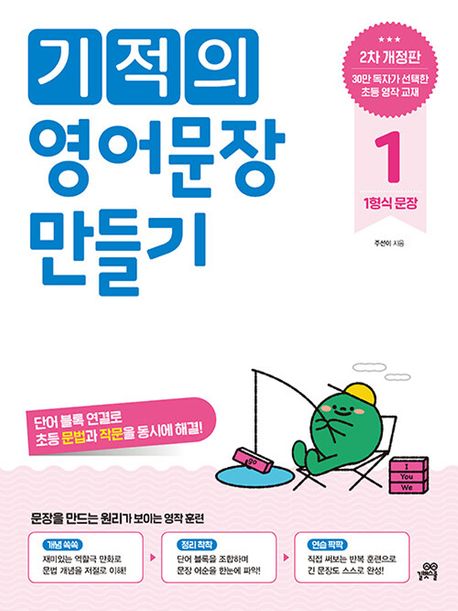 기적의
영어문장
만들기
★★★
2차 개정판
30만 독자가 선택한
초등 영작 교재
1
1형식 문장
주선이 지음
단어 블록 연결로
초등 문법과 작문을 동시에 해결!
go
I
You
We
문장을 만드는 원리가 보이는 영작 훈련
개념 쏙쏙
재미있는 역할극 만화로
문법 개념을 저절로 이해!
정리 착착
단어 블록을 조합하며
문장 어순을 한눈에 파악!
연습 팍팍
직접 써보는 반복 훈련으로
긴 문장도 스스로 완성!
길벗스쿨